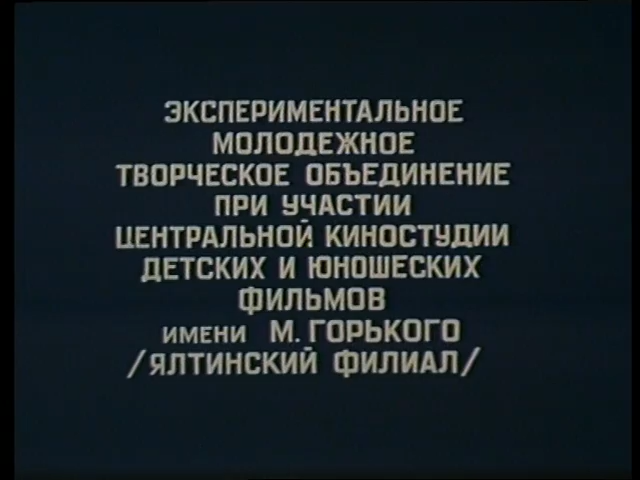 ЭКСПЕРИМЕНТАЛЬНОЕ
МОЛОДЕЖНОЕ
ТВОРЧЕСКОЕ ОБЪЕДИНЕНИЕ
ПРИ УЧАСТИИ
ЦЕНТРАЛЬНОЙ КИНОСТУДИИ
ДЕТСКИХ И ЮНОШЕСКИХ
ФИЛЬМОВ
ИМЕНИ М. ГОРЬКОГО
/ЯЛТИНСКИЙ ФИЛИАЛ/